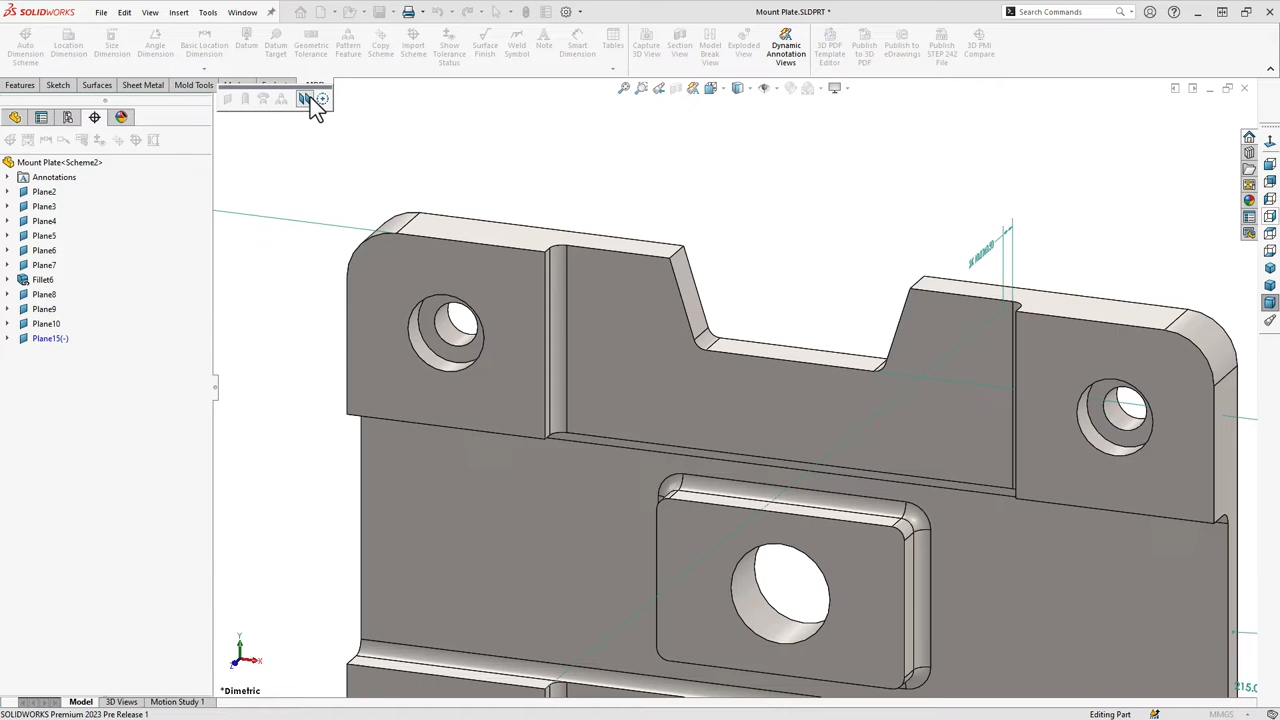 SOLIDWORKS File Edit View Insert Tools Window Mount Plate.SLDPRT * Search Commands
Auto Scheme
Location Dimension
Size Dimension
Angle Dimension
Basic Location Dimension
Datum
Datum Target
Geometric Tolerance
Pattern Feature
Copy Scheme
Import Scheme
Show Tolerance Status
Surface Finish
Weld Symbol
Note
Smart Dimension
Tables
Capture 3D View
Section View
Model Break View
Exploded View
Dynamic Annotation Views
3D PDF Template Editor
Publish to 3D PDF
Publish to eDrawings
Publish STEP 242 File
3D PMI Compare
Features Sketch Surfaces Sheet Metal Mold Tools
Mount Plate<Scheme2>
Annotations
Plane2
Plane3
Plane4
Plane5
Plane6
Plane7
Fillet6
Plane8
Plane9
Plane10
Plane15(-)
Y
X
Z
*Dimetric
215.0
Model 3D Views Motion Study 1
SOLIDWORKS Premium 2023 Pre Release 1 Editing Part MMGS